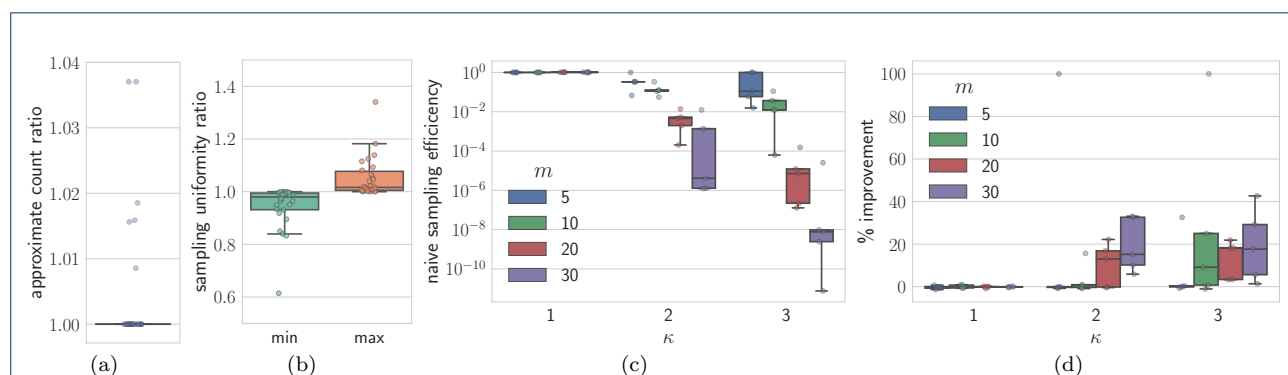 approximate count ratio
1.04
1.03
1.02
1.01
1.00
(a)
sampling uniformity ratio
1.4
1.2
1.0
0.8
0.6
min max
(b)
naive sampling efficicency
10^0
10^−2
10^−4
10^−6
10^−8
10^−10
m
5
10
20
30
1 2 3
κ
(c)
% improvement
100
80
60
40
20
0
m
5
10
20
30
1 2 3
κ
(d)